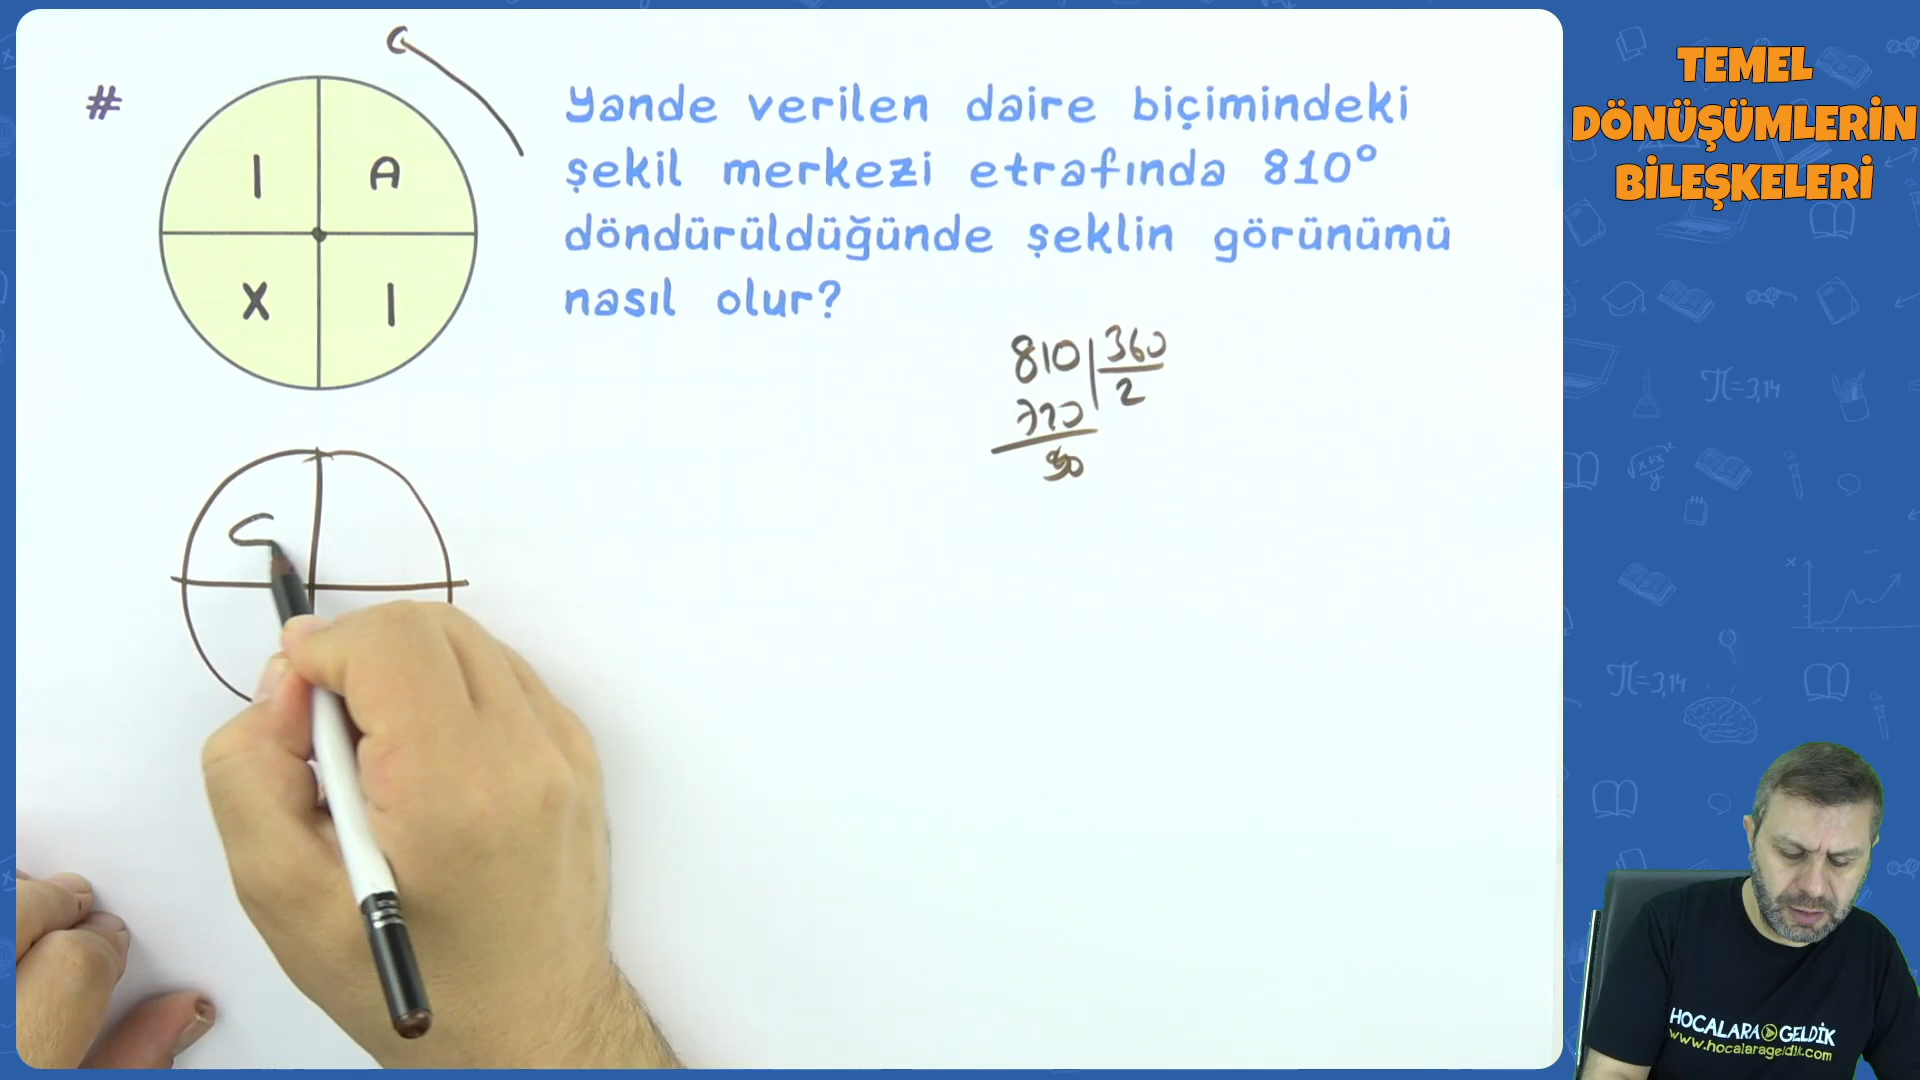 #
I A
X I
Yande verilen daire biçimindeki
şekil merkezi etrafında 810°
döndürüldüğünde şeklin görünümü
nasıl olur?
810 360
720 2
90
TEMEL
DÖNÜŞÜMLERİN
BİLEŞKELERİ
π=3,14
π=3,14
HOCALARA GELDİK
www.hocalarageldik.com